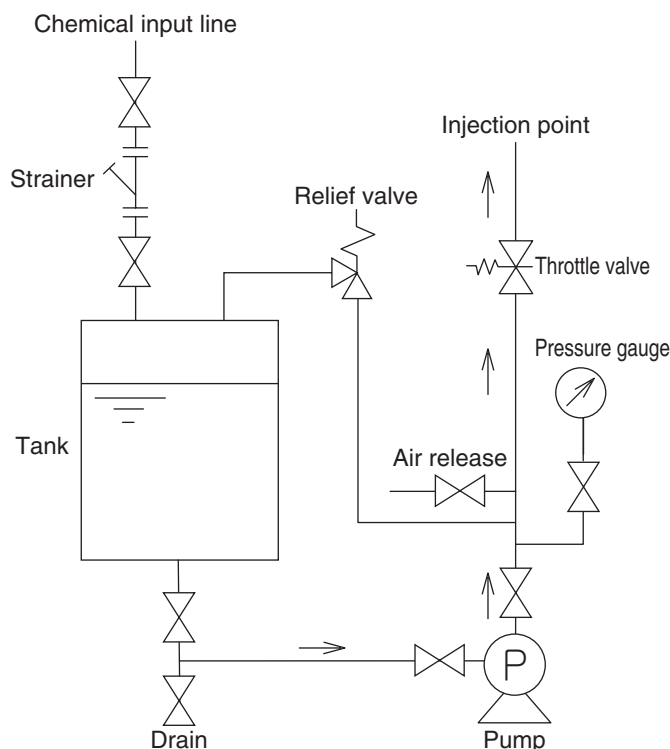 Chemical input line
Injection point
Strainer
Relief valve
Throttle valve
Pressure gauge
Tank
Air release
P
Drain
Pump